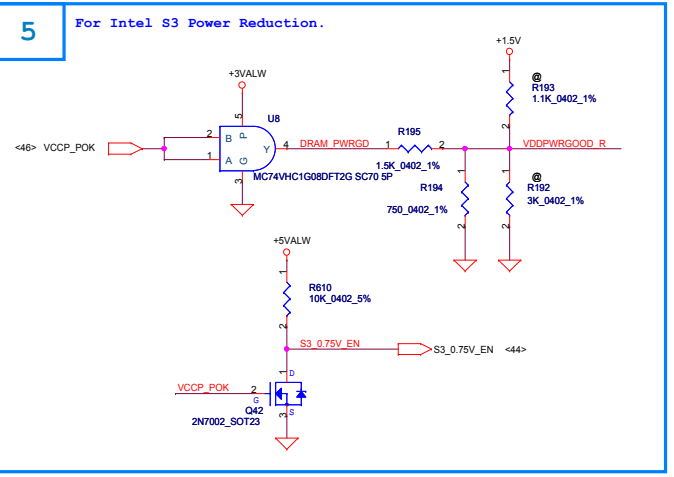 5
For Intel S3 Power Reduction.
+1.5V
+3VALW
@
R193
1.1K_0402_1%
1
2
5
U8
<46> VCCP_POK
2
B
P
1
A
G
Y
4
DRAM_PWRGD
3
MC74VHC1G08DFT2G SC70 5P
R195
1
2
1.5K_0402_1%
VDDPWRGOOD_R
R194
750_0402_1%
1
2
@
R192
3K_0402_1%
1
2
+5VALW
1
R610
10K_0402_5%
2
S3_0.75V_EN
S3_0.75V_EN <44>
VCCP_POK
2
G
1
D
3
S
Q42
2N7002_SOT23